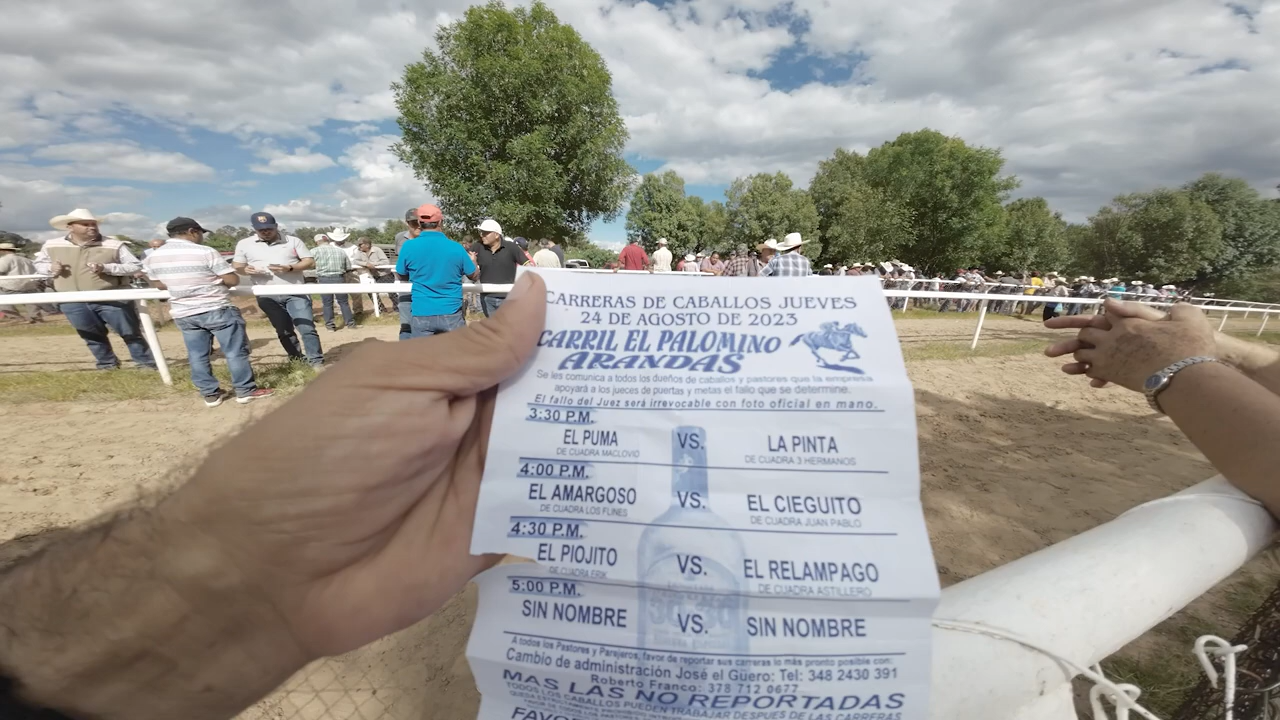 CARRERAS DE CABALLOS JUEVES
24 DE AGOSTO DE 2023
CARRIL EL PALOMINO
ARANDAS
Se les comunica a todos los dueños de caballos y pastores que la empresa
apoyará a los jueces de puertas y metas el fallo que se determine.
El fallo del Juez será irrevocable con foto oficial en mano.
3:30 P.M.
EL PUMA VS. LA PINTA
DE CUADRA MACLOVIO DE CUADRA 3 HERMANOS
4:00 P.M.
EL AMARGOSO VS. EL CIEGUITO
DE CUADRA LOS FLINES DE CUADRA JUAN PABLO
4:30 P.M.
EL PIOJITO VS. EL RELAMPAGO
DE CUADRA ERIK DE CUADRA ASTILLERO
5:00 P.M.
SIN NOMBRE VS. SIN NOMBRE
A todos los Pastores y Parejeros, favor de reportar sus carreras lo más pronto posible con:
Cambio de administración José el Guero: Tel: 348 2430 391
Roberto Franco: 378 712 0677
MAS LAS NO REPORTADAS
TODOS LOS CABALLOS PUEDEN TRABAJAR DESPUES DE LAS CARRERAS